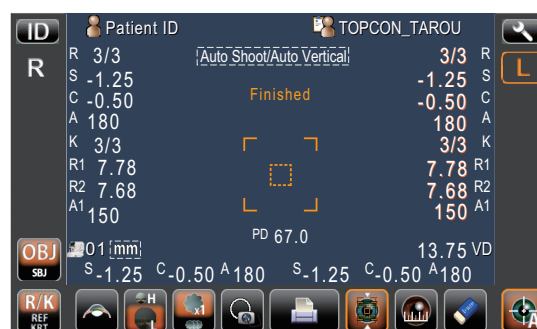 ID Patient ID TOPCON_TAROU
R R 3/3 Auto Shoot/Auto Vertical 3/3 R L
S -1.25 -1.25 S
C -0.50 Finished -0.50 C
A 180 180 A
K 3/3 3/3 K
R1 7.78 7.78 R1
R2 7.68 7.68 R2
A1 150 150 A1
PD 67.0
OBJ 01 mm 13.75 VD
SBJ S -1.25 C -0.50 A 180 S -1.25 C -0.50 A 180
R/K H x1 A
REF
KRT